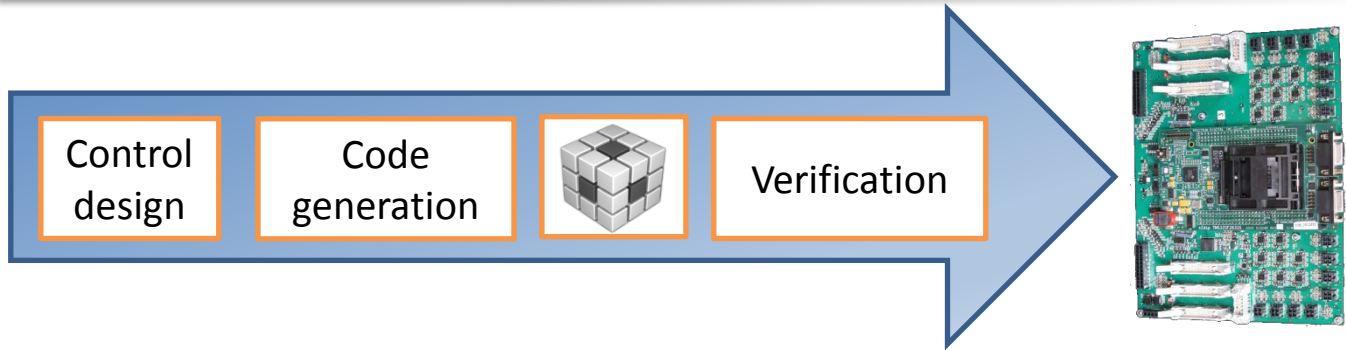 Control
design
Code
generation
Verification